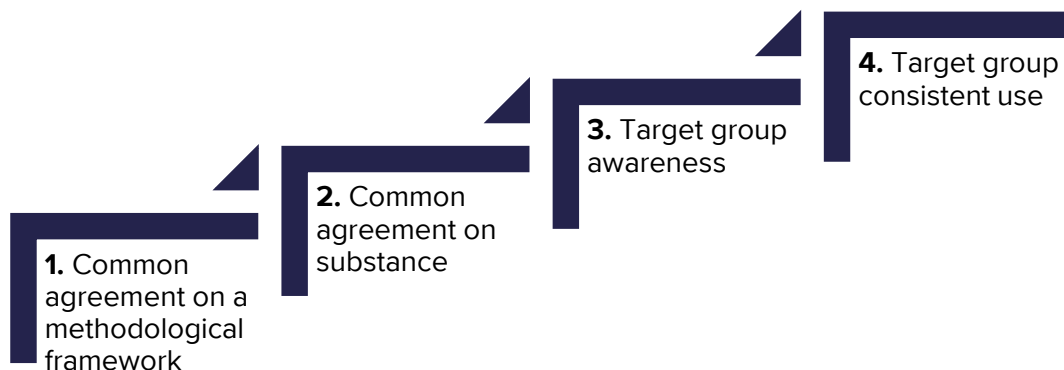 1. Common
agreement on a
methodological
framework
2. Common
agreement on
substance
3. Target group
awareness
4. Target group
consistent use